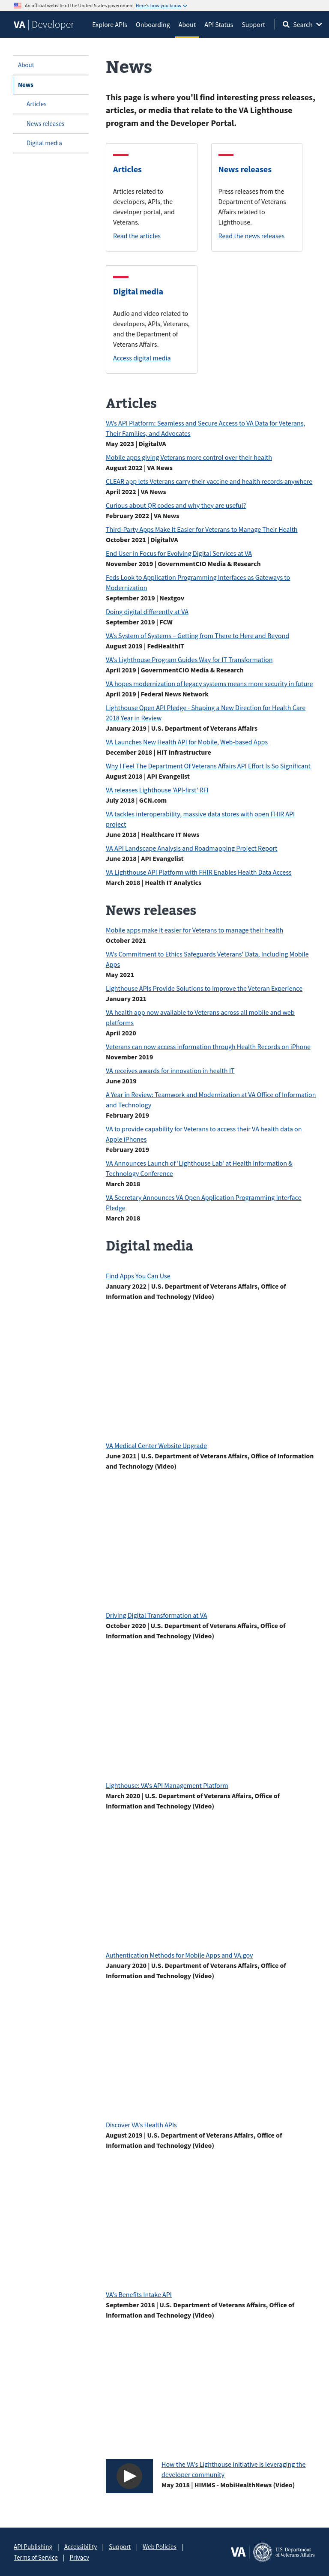 An official website of the United States government Here's how you know
VA | Developer
Explore APIs
Onboarding
About
API Status
Support
Search
About
News
Articles
News releases
Digital media
News
This page is where you'll find interesting press releases,
articles, or media that relate to the VA Lighthouse
program and the Developer Portal.
Articles
Articles related to
developers, APIs, the
developer portal, and
Veterans.
Read the articles
News releases
Press releases from the
Department of Veterans
Affairs related to
Lighthouse.
Read the news releases
Digital media
Audio and video related to
developers, APIs, Veterans,
and the Department of
Veterans Affairs.
Access digital media
Articles
VA's API Platform: Seamless and Secure Access to VA Data for Veterans,
Their Families, and Advocates
May 2023 | DigitalVA
Mobile apps giving Veterans more control over their health
August 2022 | VA News
CLEAR app lets Veterans carry their vaccine and health records anywhere
April 2022 | VA News
Curious about QR codes and why they are useful?
February 2022 | VA News
Third-Party Apps Make It Easier for Veterans to Manage Their Health
October 2021 | DigitalVA
End User in Focus for Evolving Digital Services at VA
November 2019 | GovernmentCIO Media & Research
Feds Look to Application Programming Interfaces as Gateways to
Modernization
September 2019 | Nextgov
Doing digital differently at VA
September 2019 | FCW
VA's System of Systems – Getting from There to Here and Beyond
August 2019 | FedHealthIT
VA's Lighthouse Program Guides Way for IT Transformation
April 2019 | GovernmentCIO Media & Research
VA hopes modernization of legacy systems means more security in future
April 2019 | Federal News Network
Lighthouse Open API Pledge - Shaping a New Direction for Health Care
2018 Year in Review
January 2019 | U.S. Department of Veterans Affairs
VA Launches New Health API for Mobile, Web-based Apps
December 2018 | HIT Infrastructure
Why I Feel The Department Of Veterans Affairs API Effort Is So Significant
August 2018 | API Evangelist
VA releases Lighthouse 'API-first' RFI
July 2018 | GCN.com
VA tackles interoperability, massive data stores with open FHIR API
project
June 2018 | Healthcare IT News
VA API Landscape Analysis and Roadmapping Project Report
June 2018 | API Evangelist
VA Lighthouse API Platform with FHIR Enables Health Data Access
March 2018 | Health IT Analytics
News releases
Mobile apps make it easier for Veterans to manage their health
October 2021
VA's Commitment to Ethics Safeguards Veterans' Data, Including Mobile
Apps
May 2021
Lighthouse APIs Provide Solutions to Improve the Veteran Experience
January 2021
VA health app now available to Veterans across all mobile and web
platforms
April 2020
Veterans can now access information through Health Records on iPhone
November 2019
VA receives awards for innovation in health IT
June 2019
A Year in Review: Teamwork and Modernization at VA Office of Information
and Technology
February 2019
VA to provide capability for Veterans to access their VA health data on
Apple iPhones
February 2019
VA Announces Launch of 'Lighthouse Lab' at Health Information &
Technology Conference
March 2018
VA Secretary Announces VA Open Application Programming Interface
Pledge
March 2018
Digital media
Find Apps You Can Use
January 2022 | U.S. Department of Veterans Affairs, Office of
Information and Technology (Video)
VA Medical Center Website Upgrade
June 2021 | U.S. Department of Veterans Affairs, Office of Information
and Technology (Video)
Driving Digital Transformation at VA
October 2020 | U.S. Department of Veterans Affairs, Office of
Information and Technology (Video)
Lighthouse: VA's API Management Platform
March 2020 | U.S. Department of Veterans Affairs, Office of
Information and Technology (Video)
Authentication Methods for Mobile Apps and VA.gov
January 2020 | U.S. Department of Veterans Affairs, Office of
Information and Technology (Video)
Discover VA's Health APIs
August 2019 | U.S. Department of Veterans Affairs, Office of
Information and Technology (Video)
VA's Benefits Intake API
September 2018 | U.S. Department of Veterans Affairs, Office of
Information and Technology (Video)
How the VA's Lighthouse initiative is leveraging the
developer community
May 2018 | HIMMS - MobiHealthNews (Video)
API Publishing | Accessibility | Support | Web Policies |
Terms of Service | Privacy
VA
U.S. Department
of Veterans Affairs